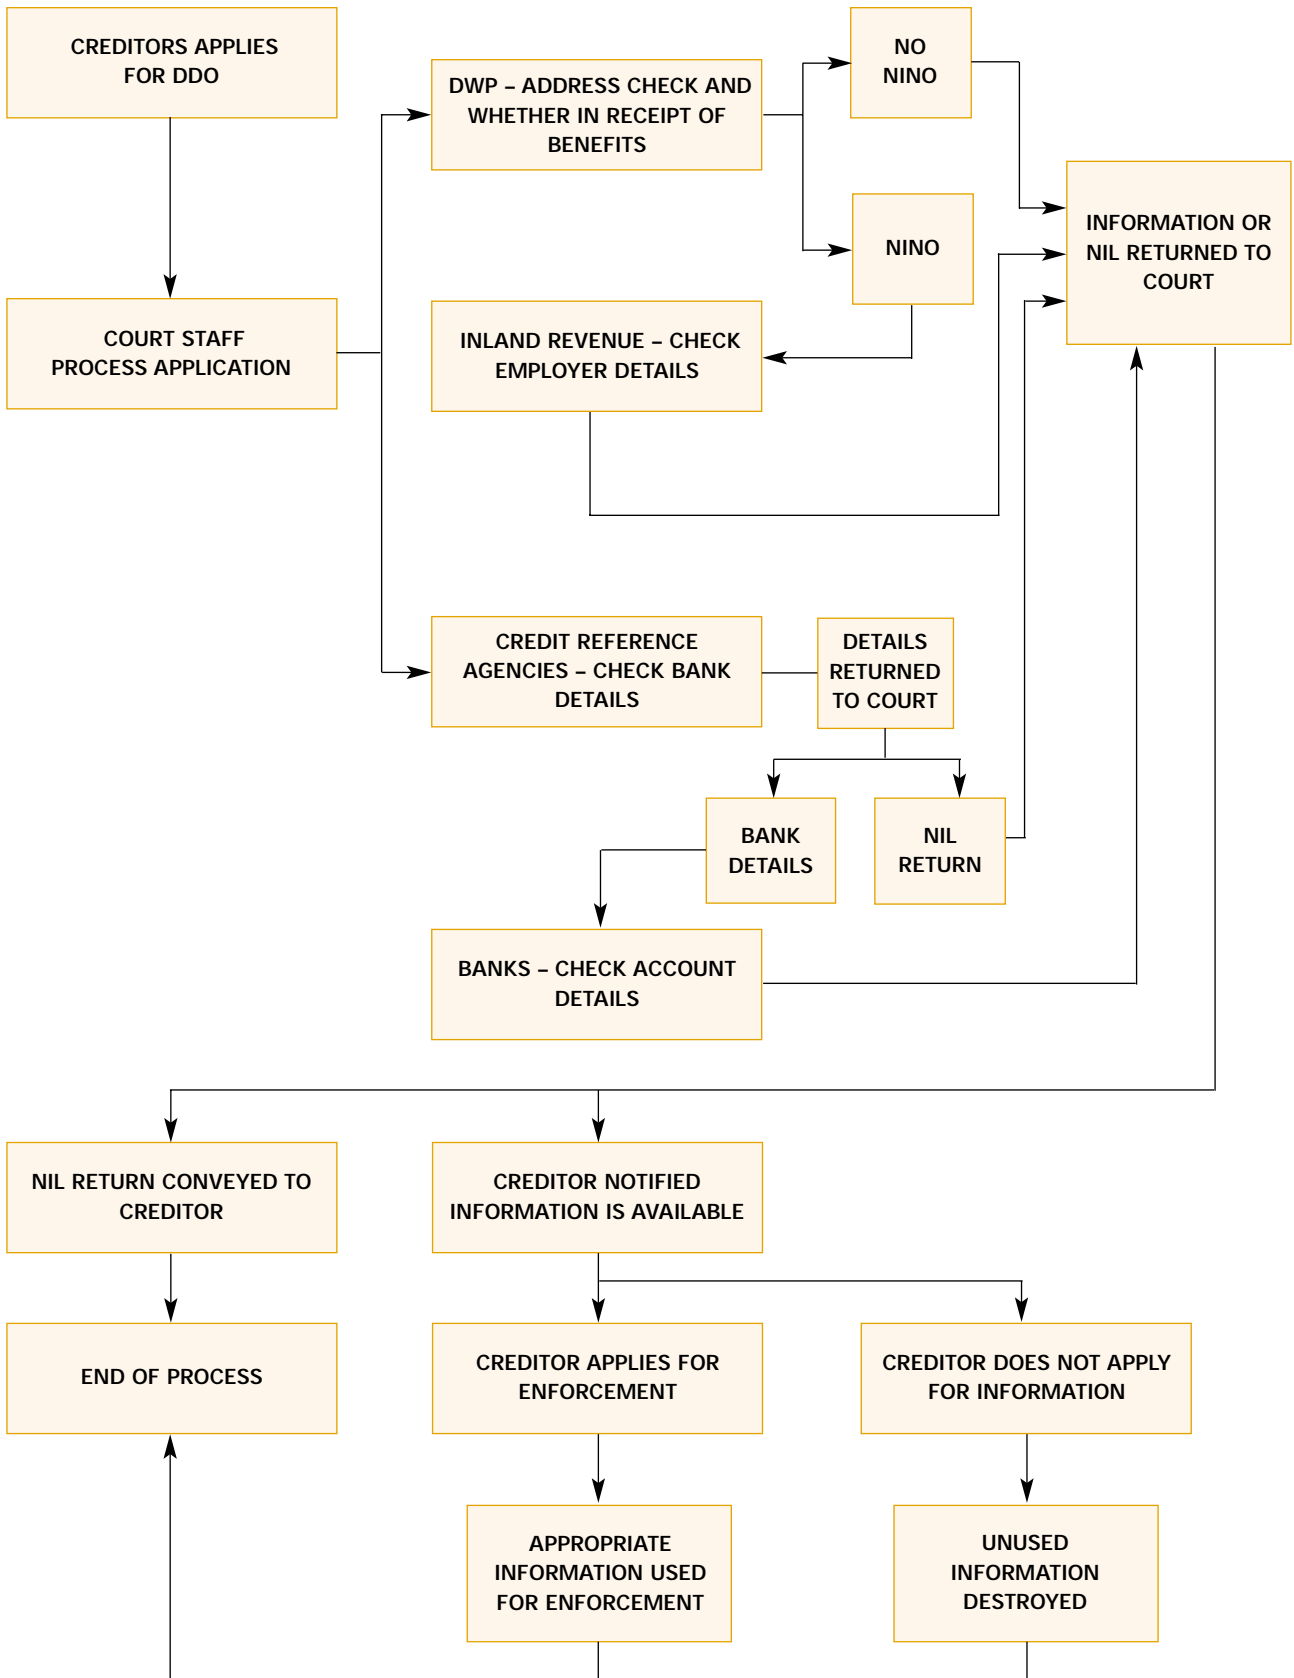 CREDITORS APPLIES
FOR DDO
DWP – ADDRESS CHECK AND
WHETHER IN RECEIPT OF
BENEFITS
NO
NINO
NINO
INFORMATION OR
NIL RETURNED TO
COURT
COURT STAFF
PROCESS APPLICATION
INLAND REVENUE – CHECK
EMPLOYER DETAILS
CREDIT REFERENCE
AGENCIES – CHECK BANK
DETAILS
DETAILS
RETURNED
TO COURT
BANK
DETAILS
NIL
RETURN
BANKS – CHECK ACCOUNT
DETAILS
NIL RETURN CONVEYED TO
CREDITOR
CREDITOR NOTIFIED
INFORMATION IS AVAILABLE
END OF PROCESS
CREDITOR APPLIES FOR
ENFORCEMENT
CREDITOR DOES NOT APPLY
FOR INFORMATION
APPROPRIATE
INFORMATION USED
FOR ENFORCEMENT
UNUSED
INFORMATION
DESTROYED